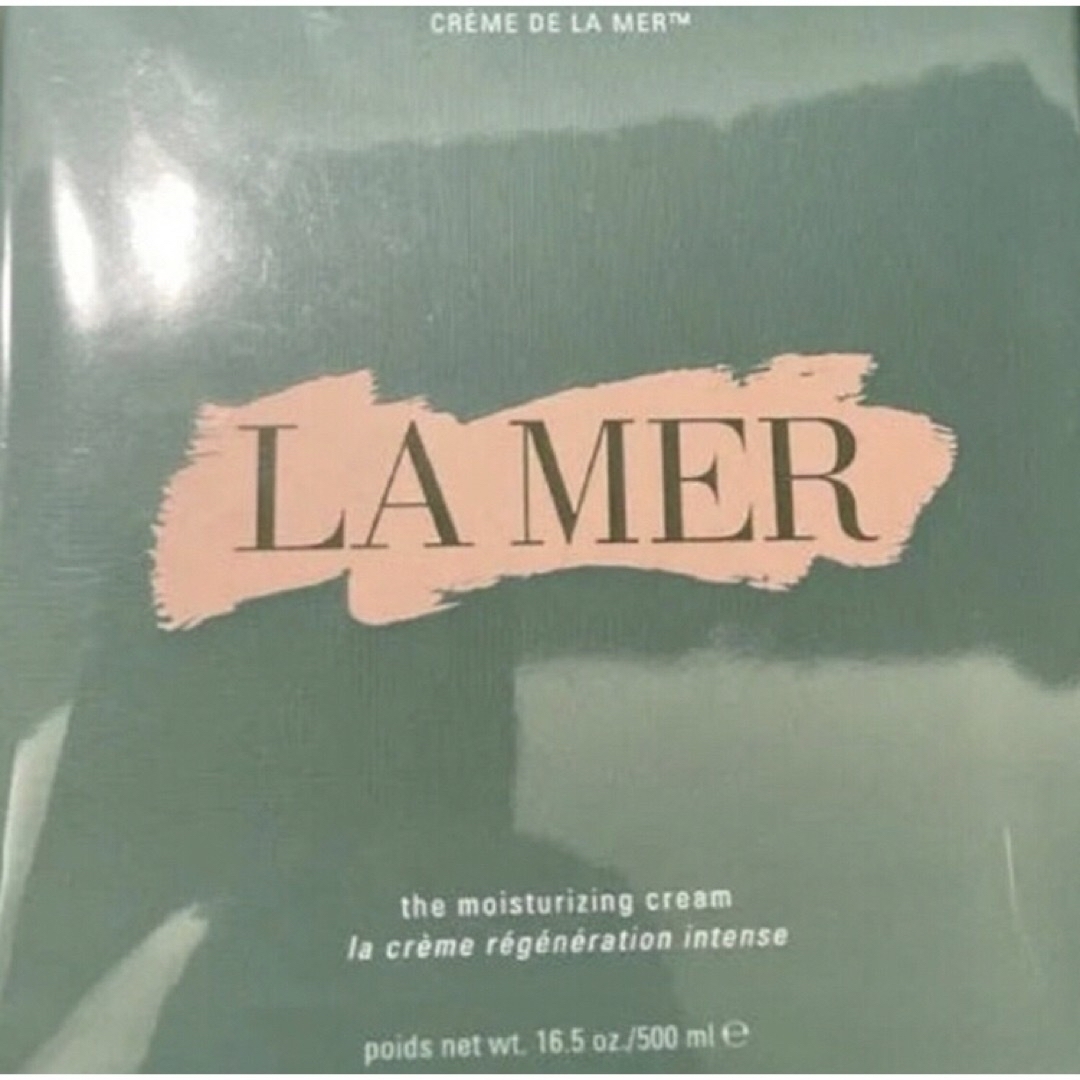 CRÈME DE LA MER™
LA MER
the moisturizing cream
la crème régénération intense
poids net wt. 16.5 oz./500 ml ℮